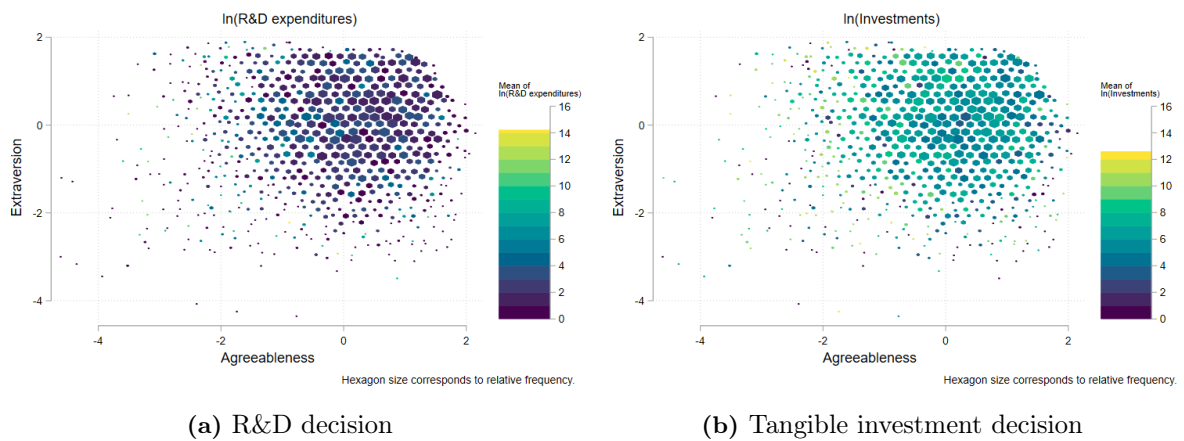 ln(R&D expenditures)
2
0
-2
-4
Extraversion
-4
-2
0
2
Agreeableness
Mean of
ln(R&D expenditures)
16
14
12
10
8
6
4
2
0
Hexagon size corresponds to relative frequency.
(a) R&D decision
ln(Investments)
2
0
-2
-4
Extraversion
-4
-2
0
2
Agreeableness
Mean of
ln(Investments)
16
14
12
10
8
6
4
2
0
Hexagon size corresponds to relative frequency.
(b) Tangible investment decision